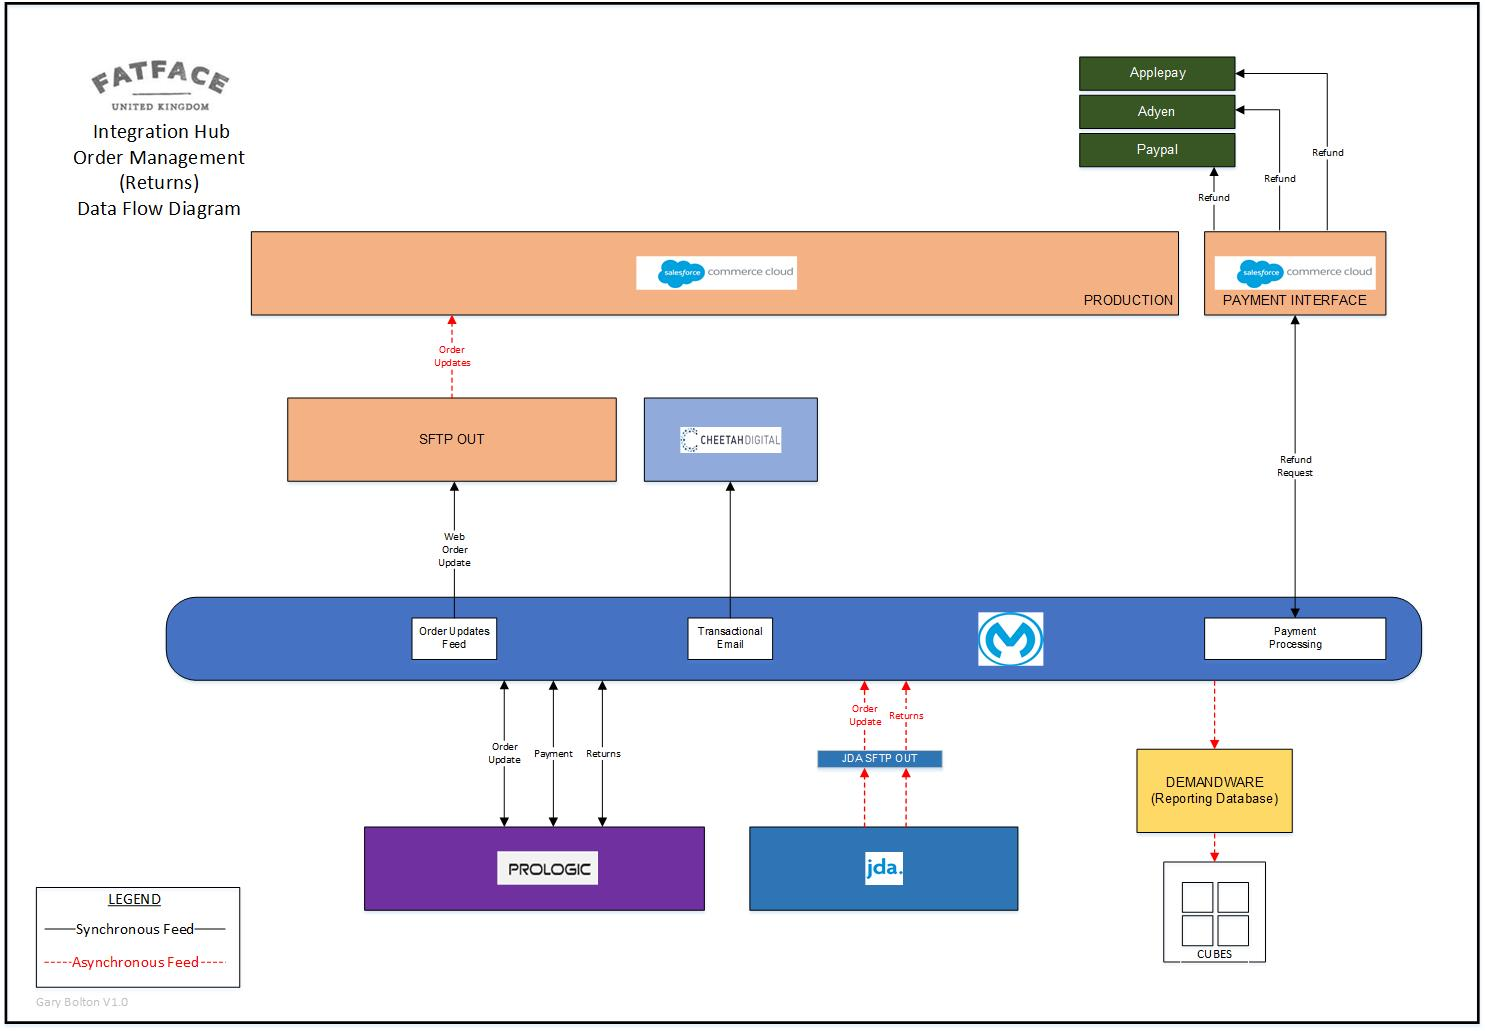 FATFACE
UNITED KINGDOM
Integration Hub
Order Management
(Returns)
Data Flow Diagram
Applepay
Adyen
Paypal
Refund
Refund
Refund
salesforce commerce cloud
PRODUCTION
salesforce commerce cloud
PAYMENT INTERFACE
Order
Updates
SFTP OUT
CHEETAHDIGITAL
Refund
Request
Web
Order
Update
Order Updates
Feed
Transactional
Email
Payment
Processing
Order
Update
Payment
Returns
Order
Update
Returns
JDA SFTP OUT
DEMANDWARE
(Reporting Database)
PROLOGIC
jda.
CUBES
LEGEND
Synchronous Feed
Asynchronous Feed
Gary Bolton V1.0